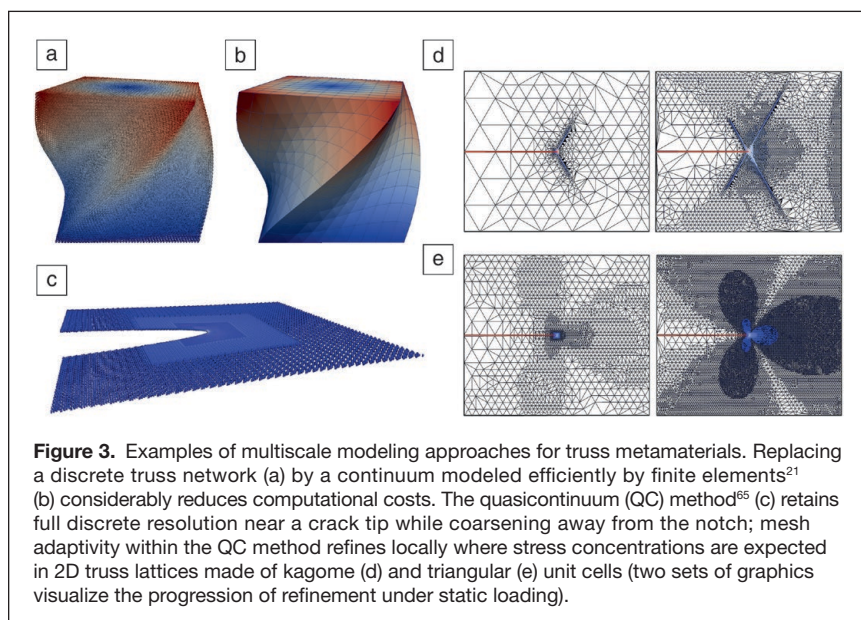 a
b
d
c
e
Figure 3. Examples of multiscale modeling approaches for truss metamaterials. Replacing
a discrete truss network (a) by a continuum modeled efficiently by finite elements21
(b) considerably reduces computational costs. The quasicontinuum (QC) method65 (c) retains
full discrete resolution near a crack tip while coarsening away from the notch; mesh
adaptivity within the QC method refines locally where stress concentrations are expected
in 2D truss lattices made of kagome (d) and triangular (e) unit cells (two sets of graphics
visualize the progression of refinement under static loading).